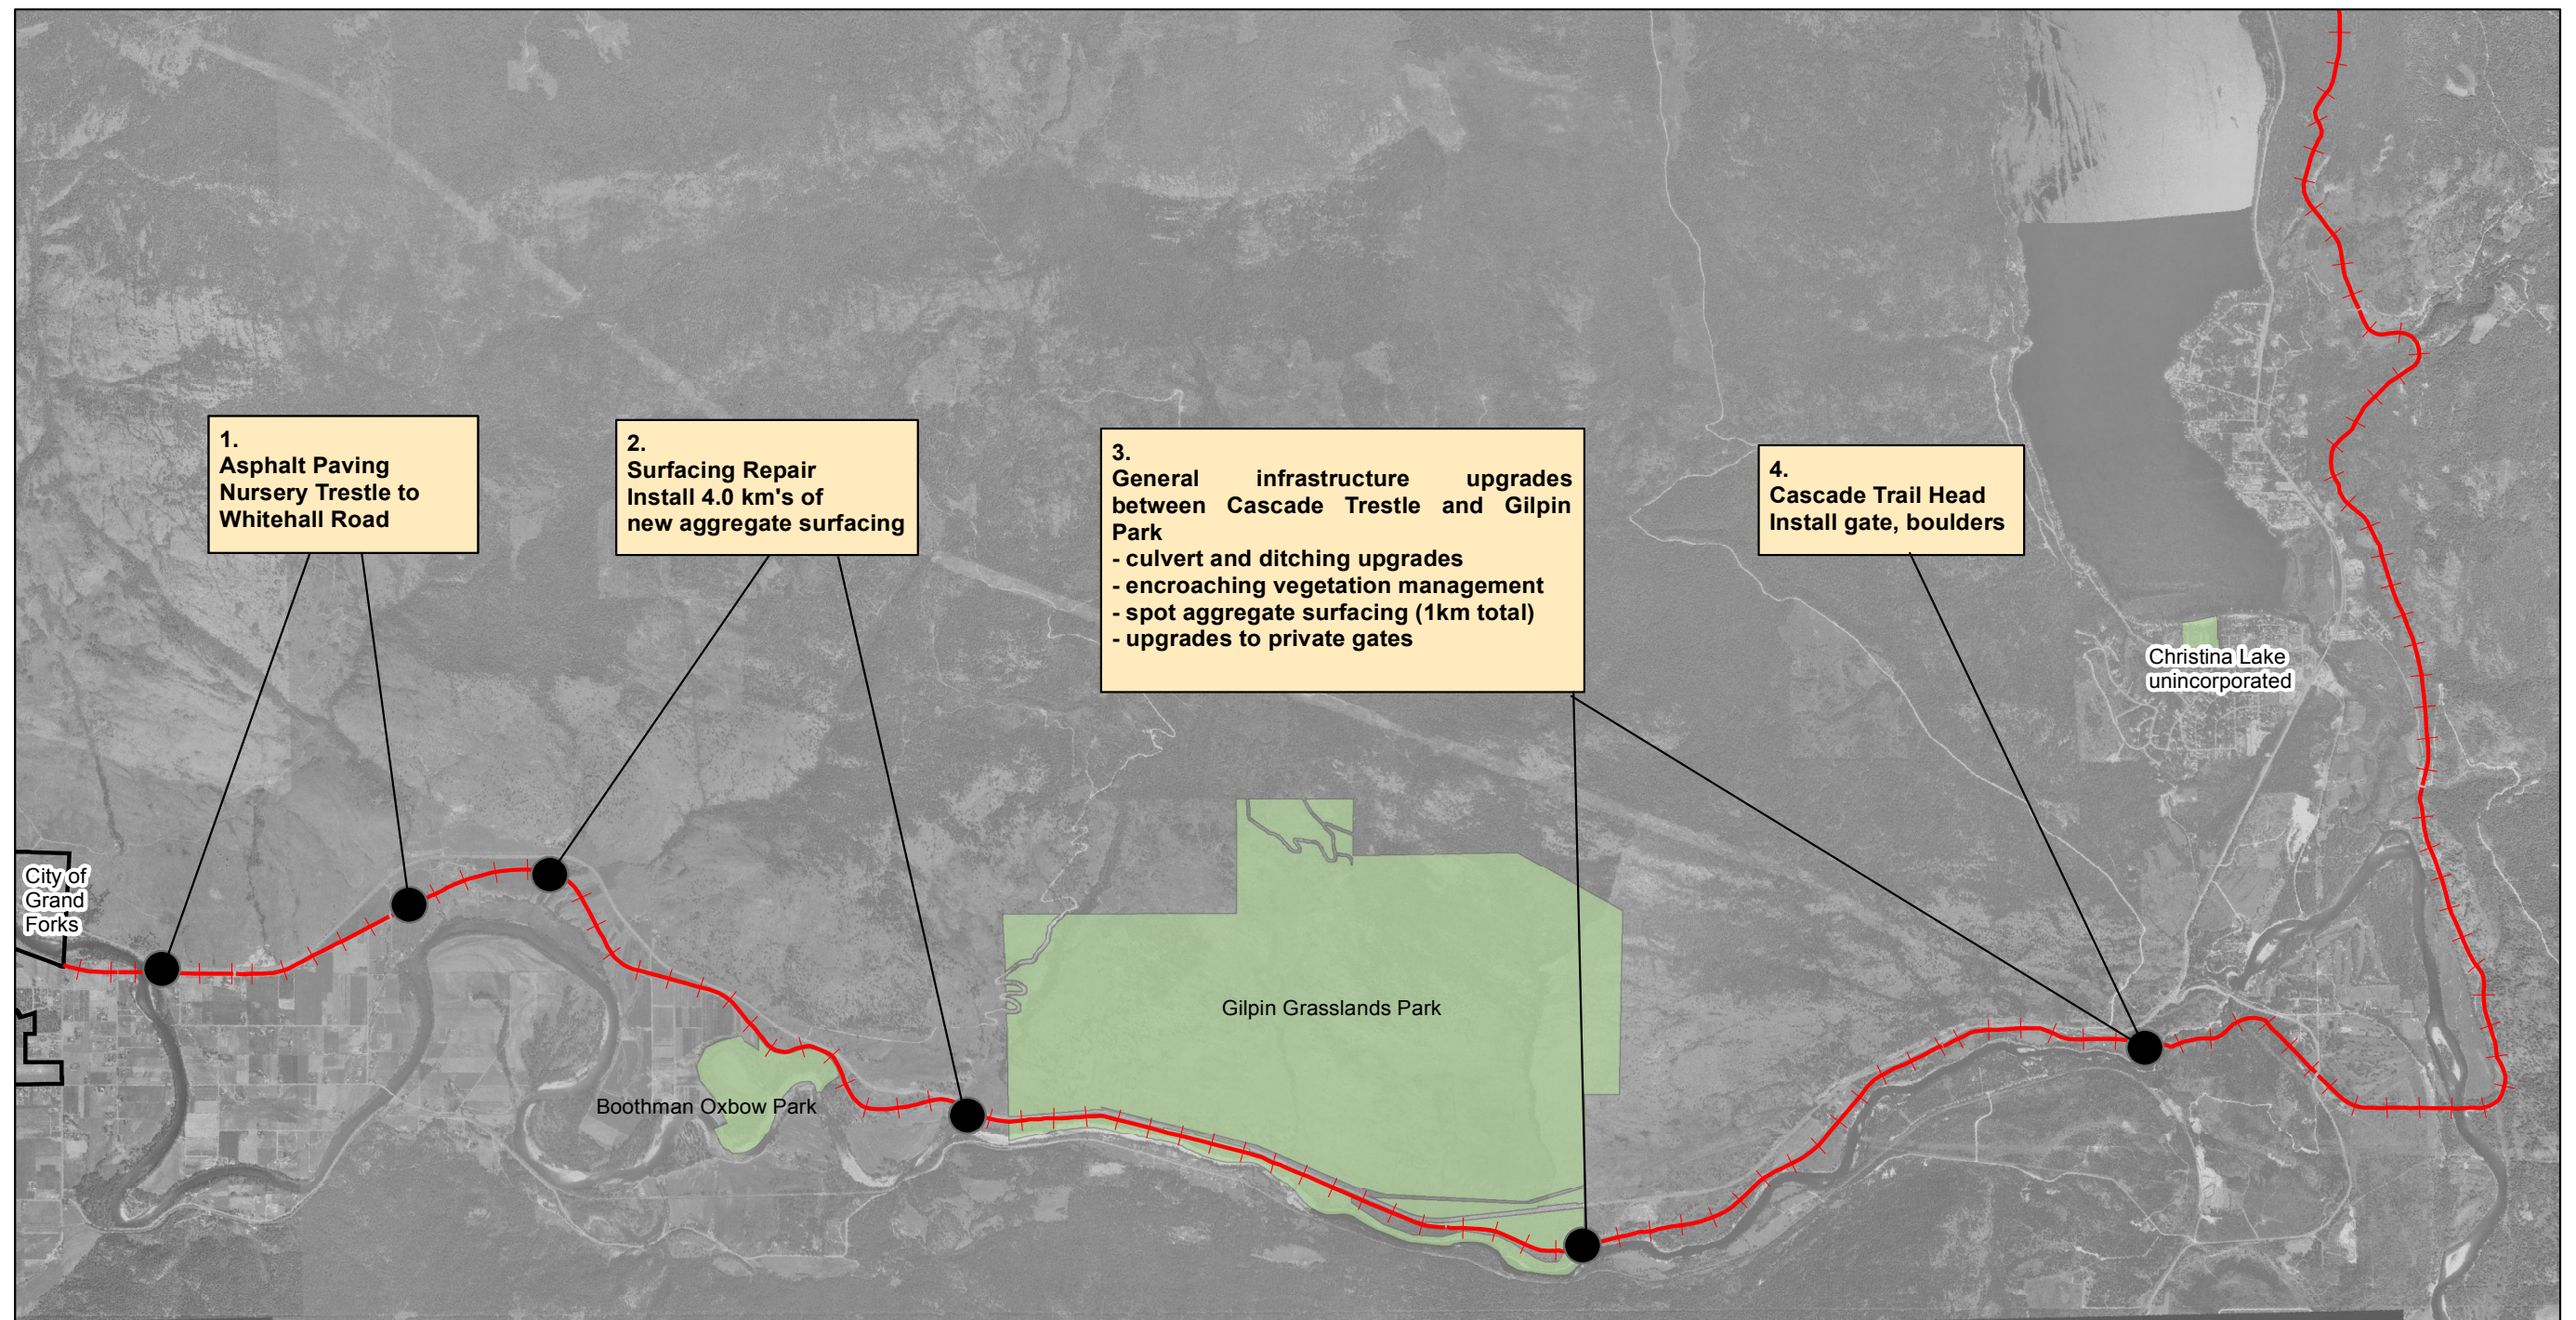 1.
Asphalt Paving
Nursery Trestle to
Whitehall Road
2.
Surfacing Repair
Install 4.0 km's of
new aggregate surfacing
3.
General infrastructure upgrades
between Cascade Trestle and Gilpin
Park
- culvert and ditching upgrades
- encroaching vegetation management
- spot aggregate surfacing (1km total)
- upgrades to private gates
4.
Cascade Trail Head
Install gate, boulders
Christina Lake
unincorporated
City of
Grand
Forks
Gilpin Grasslands Park
Boothman Oxbow Park